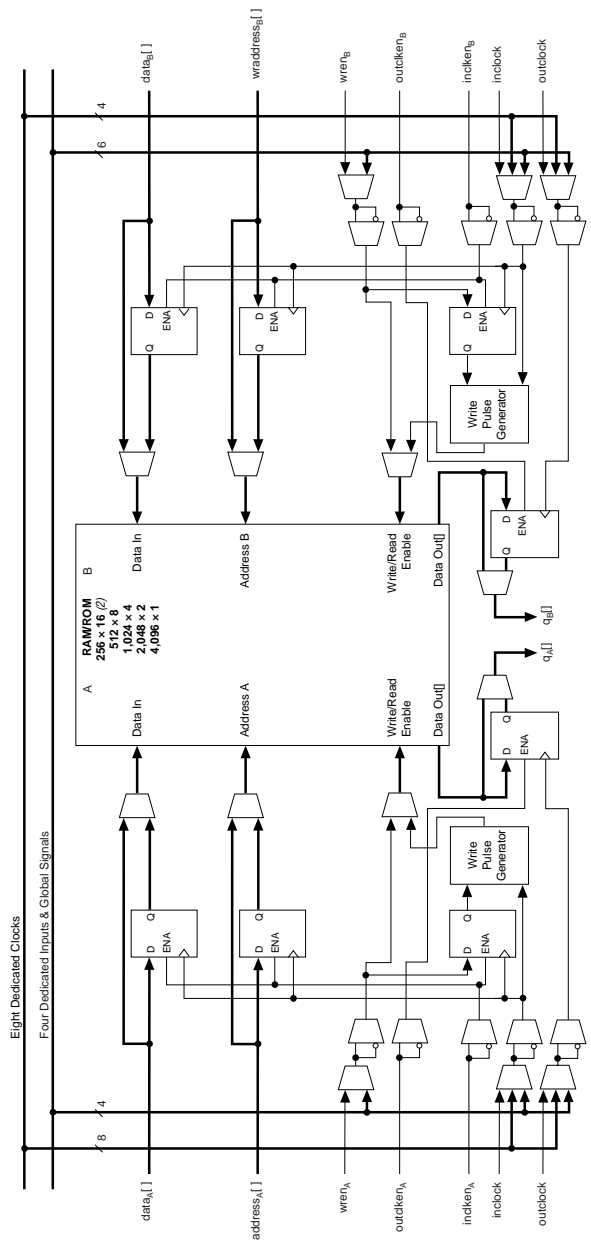 Eight Dedicated Clocks
Four Dedicated Inputs & Global Signals
8
4
6
4
data_A[ ]
address_A[ ]
wren_A
outclken_A
inclken_A
inclock
outclock
D
ENA
Q
D
ENA
Q
D
ENA
Q
Write
Pulse
Generator
A
B
RAM/ROM
256 × 16 (2)
512 × 8
1,024 × 4
2,048 × 2
4,096 × 1
Data In
Address A
Write/Read
Enable
Data Out[]
Data In
Address B
Write/Read
Enable
Data Out[]
D
ENA
Q
q_A[]
D
ENA
Q
q_B[]
D
ENA
Q
D
ENA
Q
D
ENA
Q
Write
Pulse
Generator
data_B[ ]
wraddress_B[ ]
wren_B
outclken_B
inclken_B
inclock
outclock